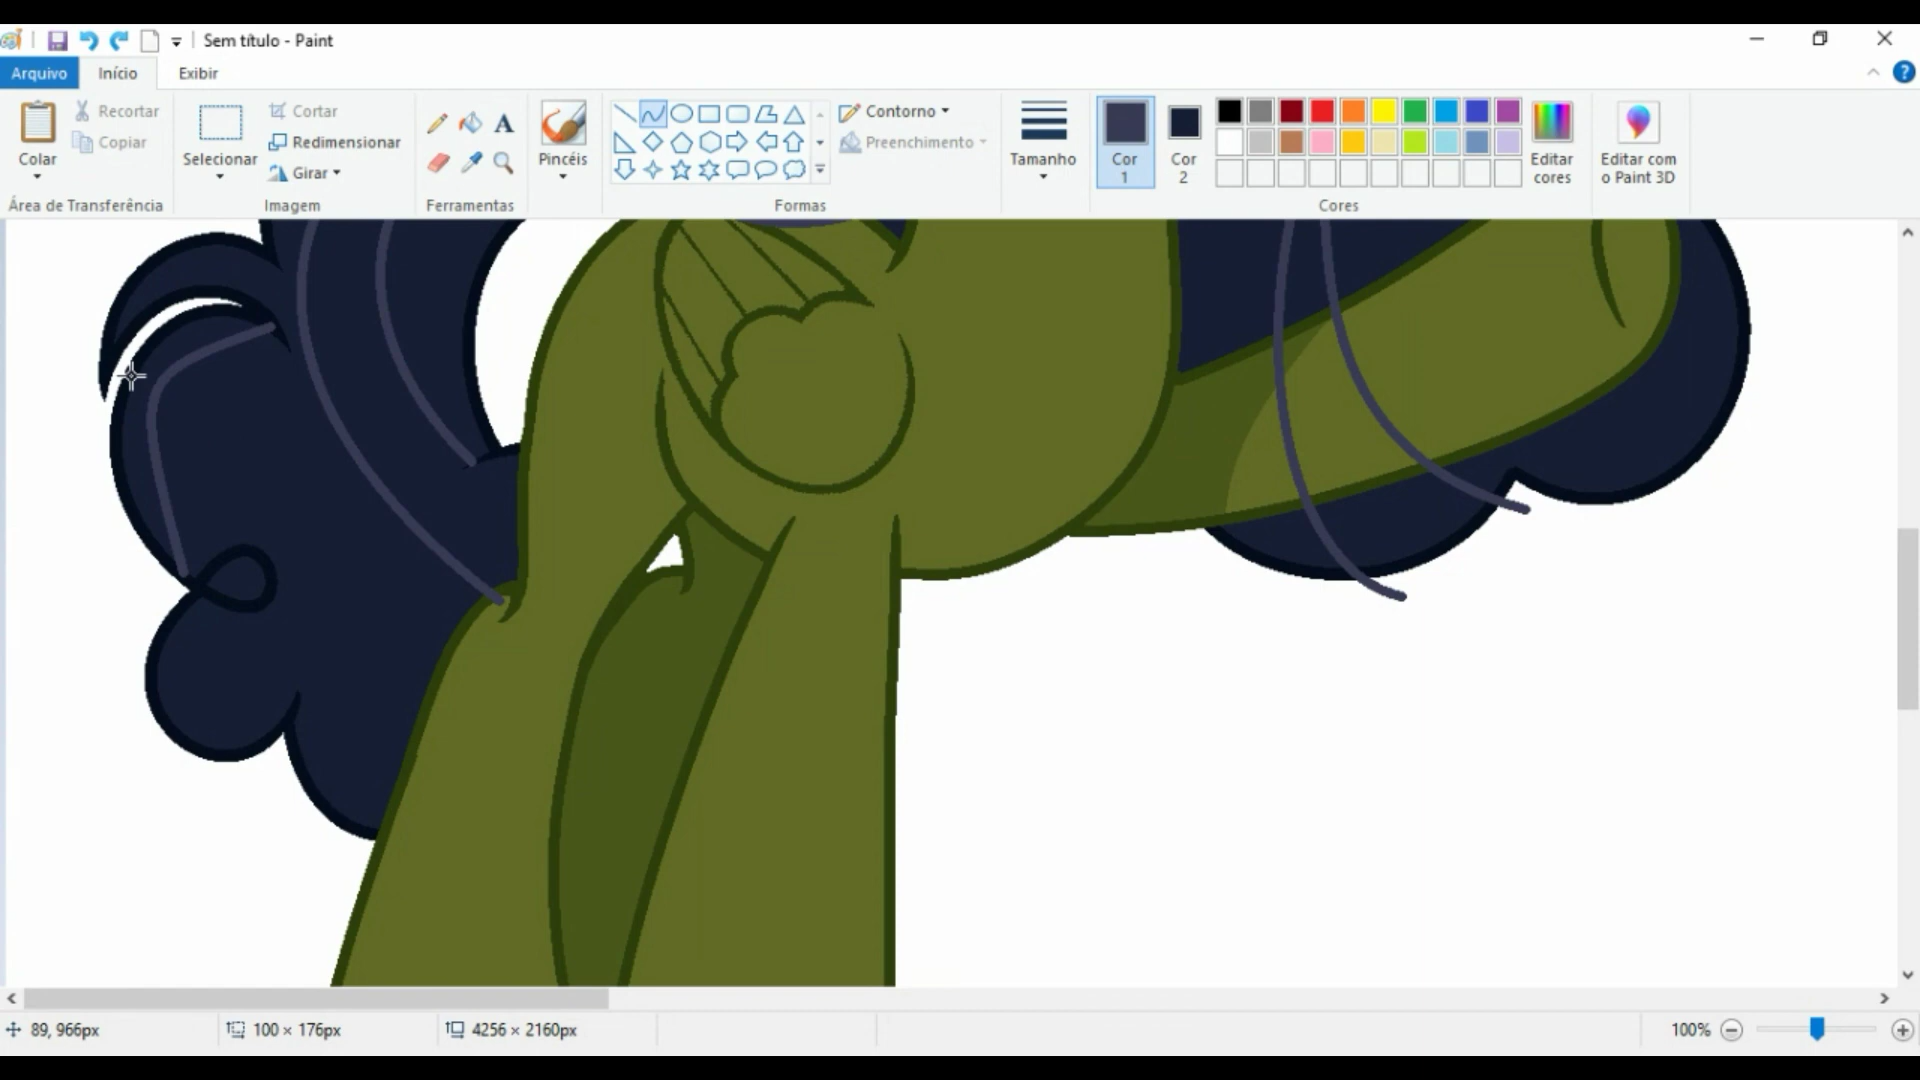 Sem título - Paint
Arquivo Início Exibir
Colar
Recortar
Copiar
Área de Transferência
Selecionar
Cortar
Redimensionar
Girar
Imagem
A
Ferramentas
Pincéis
Contorno
Preenchimento
Formas
Tamanho
Cor
1
Cor
2
Editar
cores
Cores
Editar com
o Paint 3D
89, 966px
100 × 176px
4256 × 2160px
100%